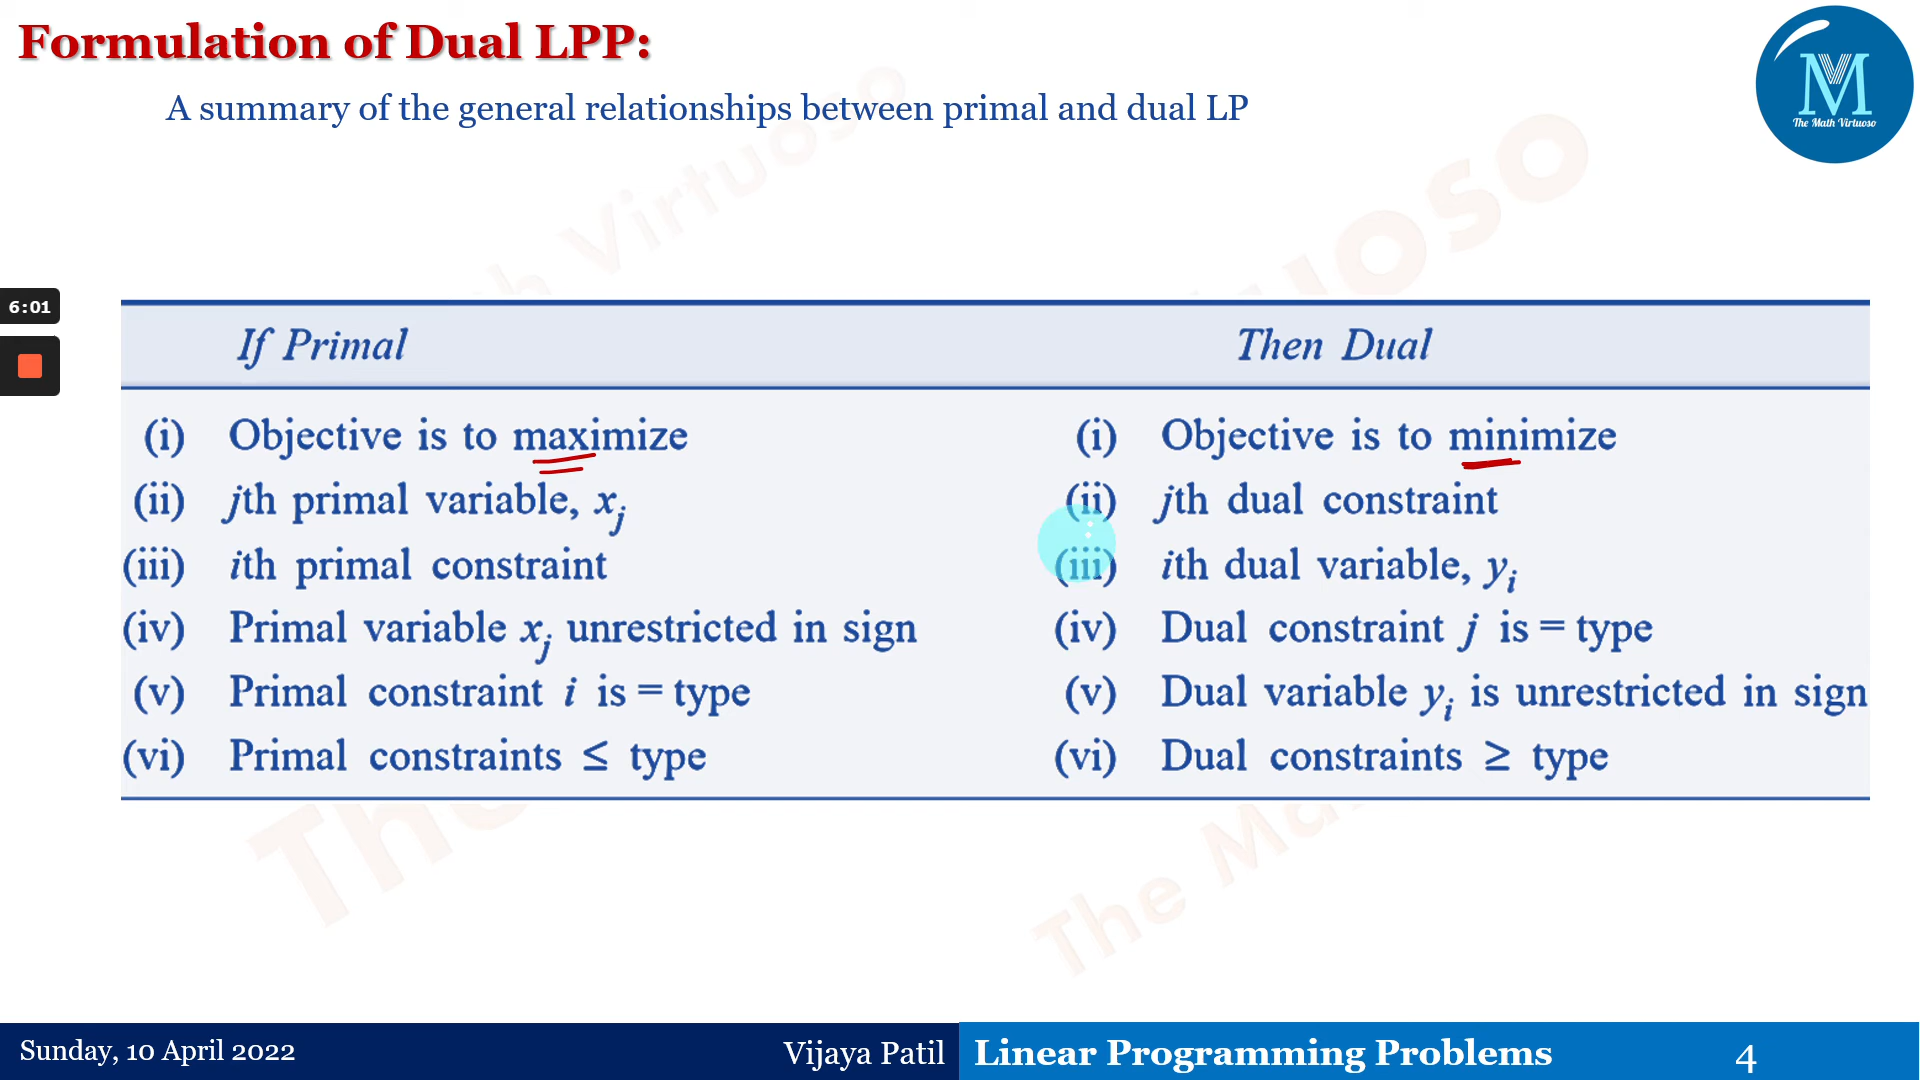 Formulation of Dual LPP:
A summary of the general relationships between primal and dual LP
M
The Math Virtuoso
6:01
If Primal Then Dual
(i) Objective is to maximize (i) Objective is to minimize
(ii) jth primal variable, xj (ii) jth dual constraint
(iii) ith primal constraint (iii) ith dual variable, yi
(iv) Primal variable xj unrestricted in sign (iv) Dual constraint j is = type
(v) Primal constraint i is = type (v) Dual variable yi is unrestricted in sign
(vi) Primal constraints ≤ type (vi) Dual constraints ≥ type
Sunday, 10 April 2022 Vijaya Patil Linear Programming Problems 4